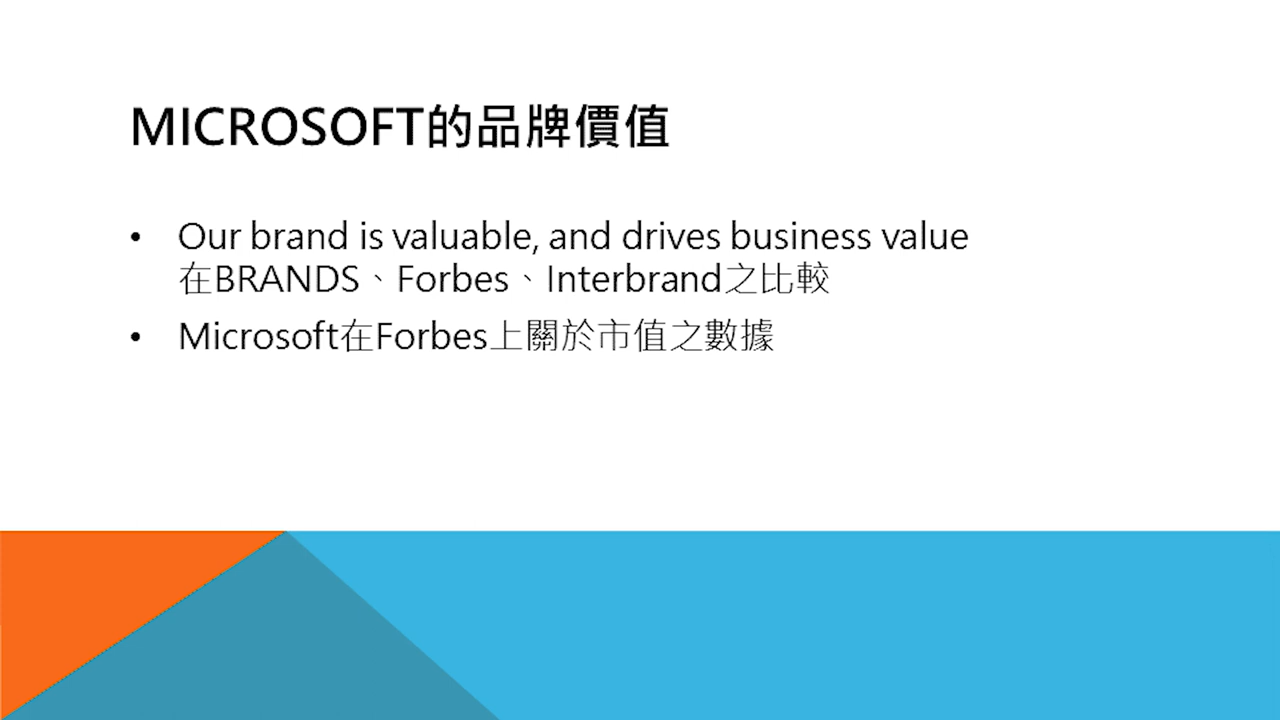 MICROSOFT的品牌價值
• Our brand is valuable, and drives business value
在BRANDS、Forbes、Interbrand之比較
• Microsoft在Forbes上關於市值之數據